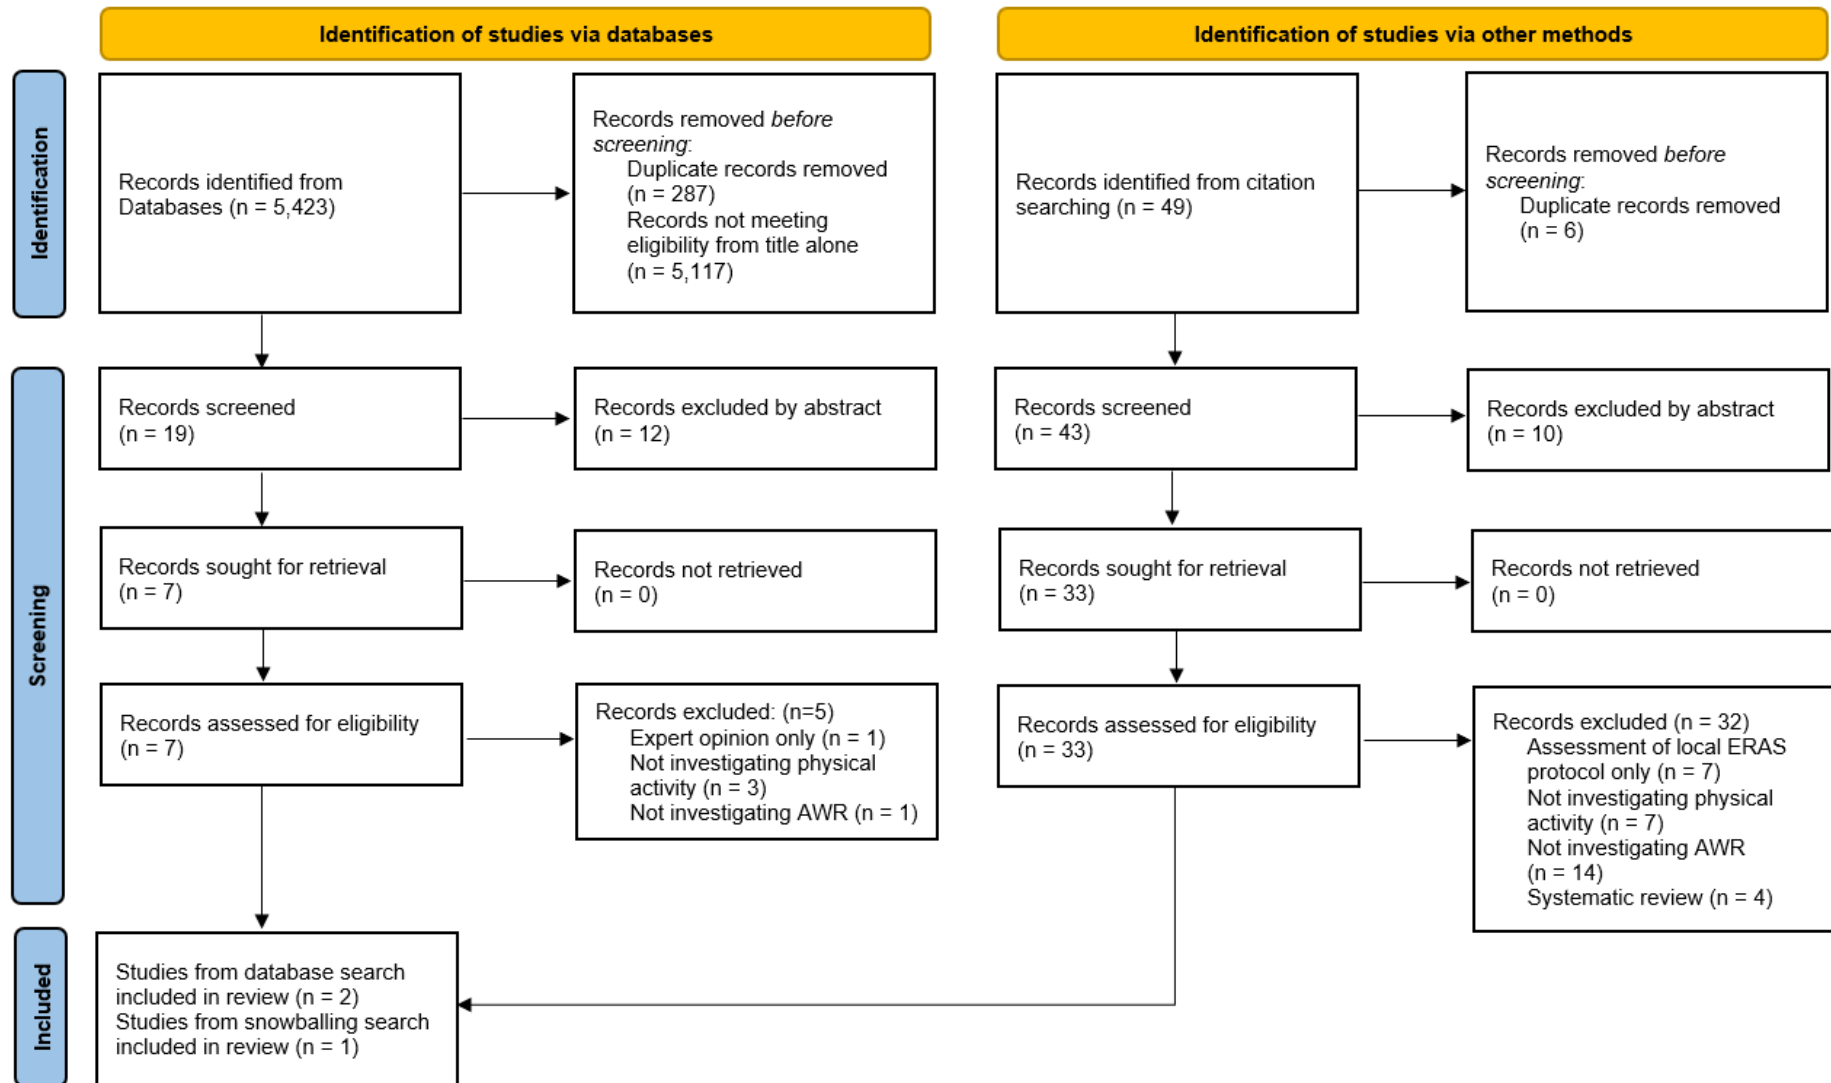 Identification of studies via databases
Identification of studies via other methods
Identification
Records identified from
Databases (n = 5,423)
Records removed before
screening:
Duplicate records removed
(n = 287)
Records not meeting
eligibility from title alone
(n = 5,117)
Records identified from citation
searching (n = 49)
Records removed before
screening:
Duplicate records removed
(n = 6)
Screening
Records screened
(n = 19)
Records excluded by abstract
(n = 12)
Records screened
(n = 43)
Records excluded by abstract
(n = 10)
Records sought for retrieval
(n = 7)
Records not retrieved
(n = 0)
Records sought for retrieval
(n = 33)
Records not retrieved
(n = 0)
Records assessed for eligibility
(n = 7)
Records excluded: (n=5)
Expert opinion only (n = 1)
Not investigating physical
activity (n = 3)
Not investigating AWR (n = 1)
Records assessed for eligibility
(n = 33)
Records excluded (n = 32)
Assessment of local ERAS
protocol only (n = 7)
Not investigating physical
activity (n = 7)
Not investigating AWR
(n = 14)
Systematic review (n = 4)
Included
Studies from database search
included in review (n = 2)
Studies from snowballing search
included in review (n = 1)